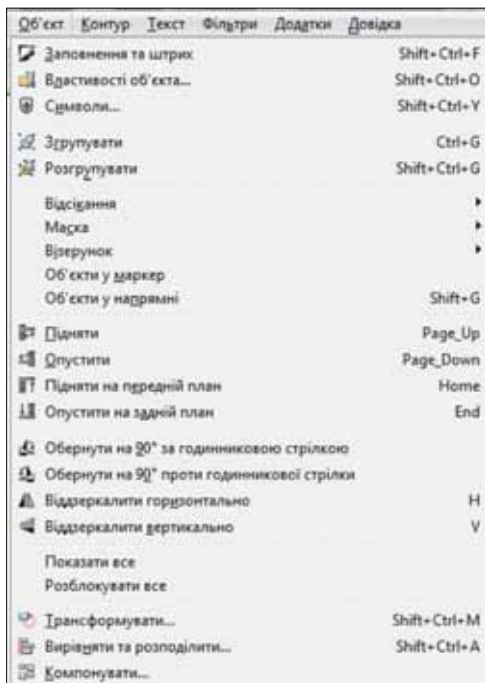 Об'єкт Контур Текст Фільтри Додатки Довідка
Заповнення та штрих Shift+Ctrl+F
Властивості об'єкта... Shift+Ctrl+O
Символи... Shift+Ctrl+Y
Згрупувати Ctrl+G
Розгрупувати Shift+Ctrl+G
Відсікання
Маска
Візерунок
Об'єкти у маркер
Об'єкти у напрямні Shift+G
Підняти Page_Up
Опустити Page_Down
Підняти на передній план Home
Опустити на задній план End
Обернути на 90° за годинниковою стрілкою
Обернути на 90° проти годинникової стрілки
Віддзеркалити горизонтально H
Віддзеркалити вертикально V
Показати все
Розблокувати все
Трансформувати... Shift+Ctrl+M
Вирівняти та розподілити... Shift+Ctrl+A
Компонувати...